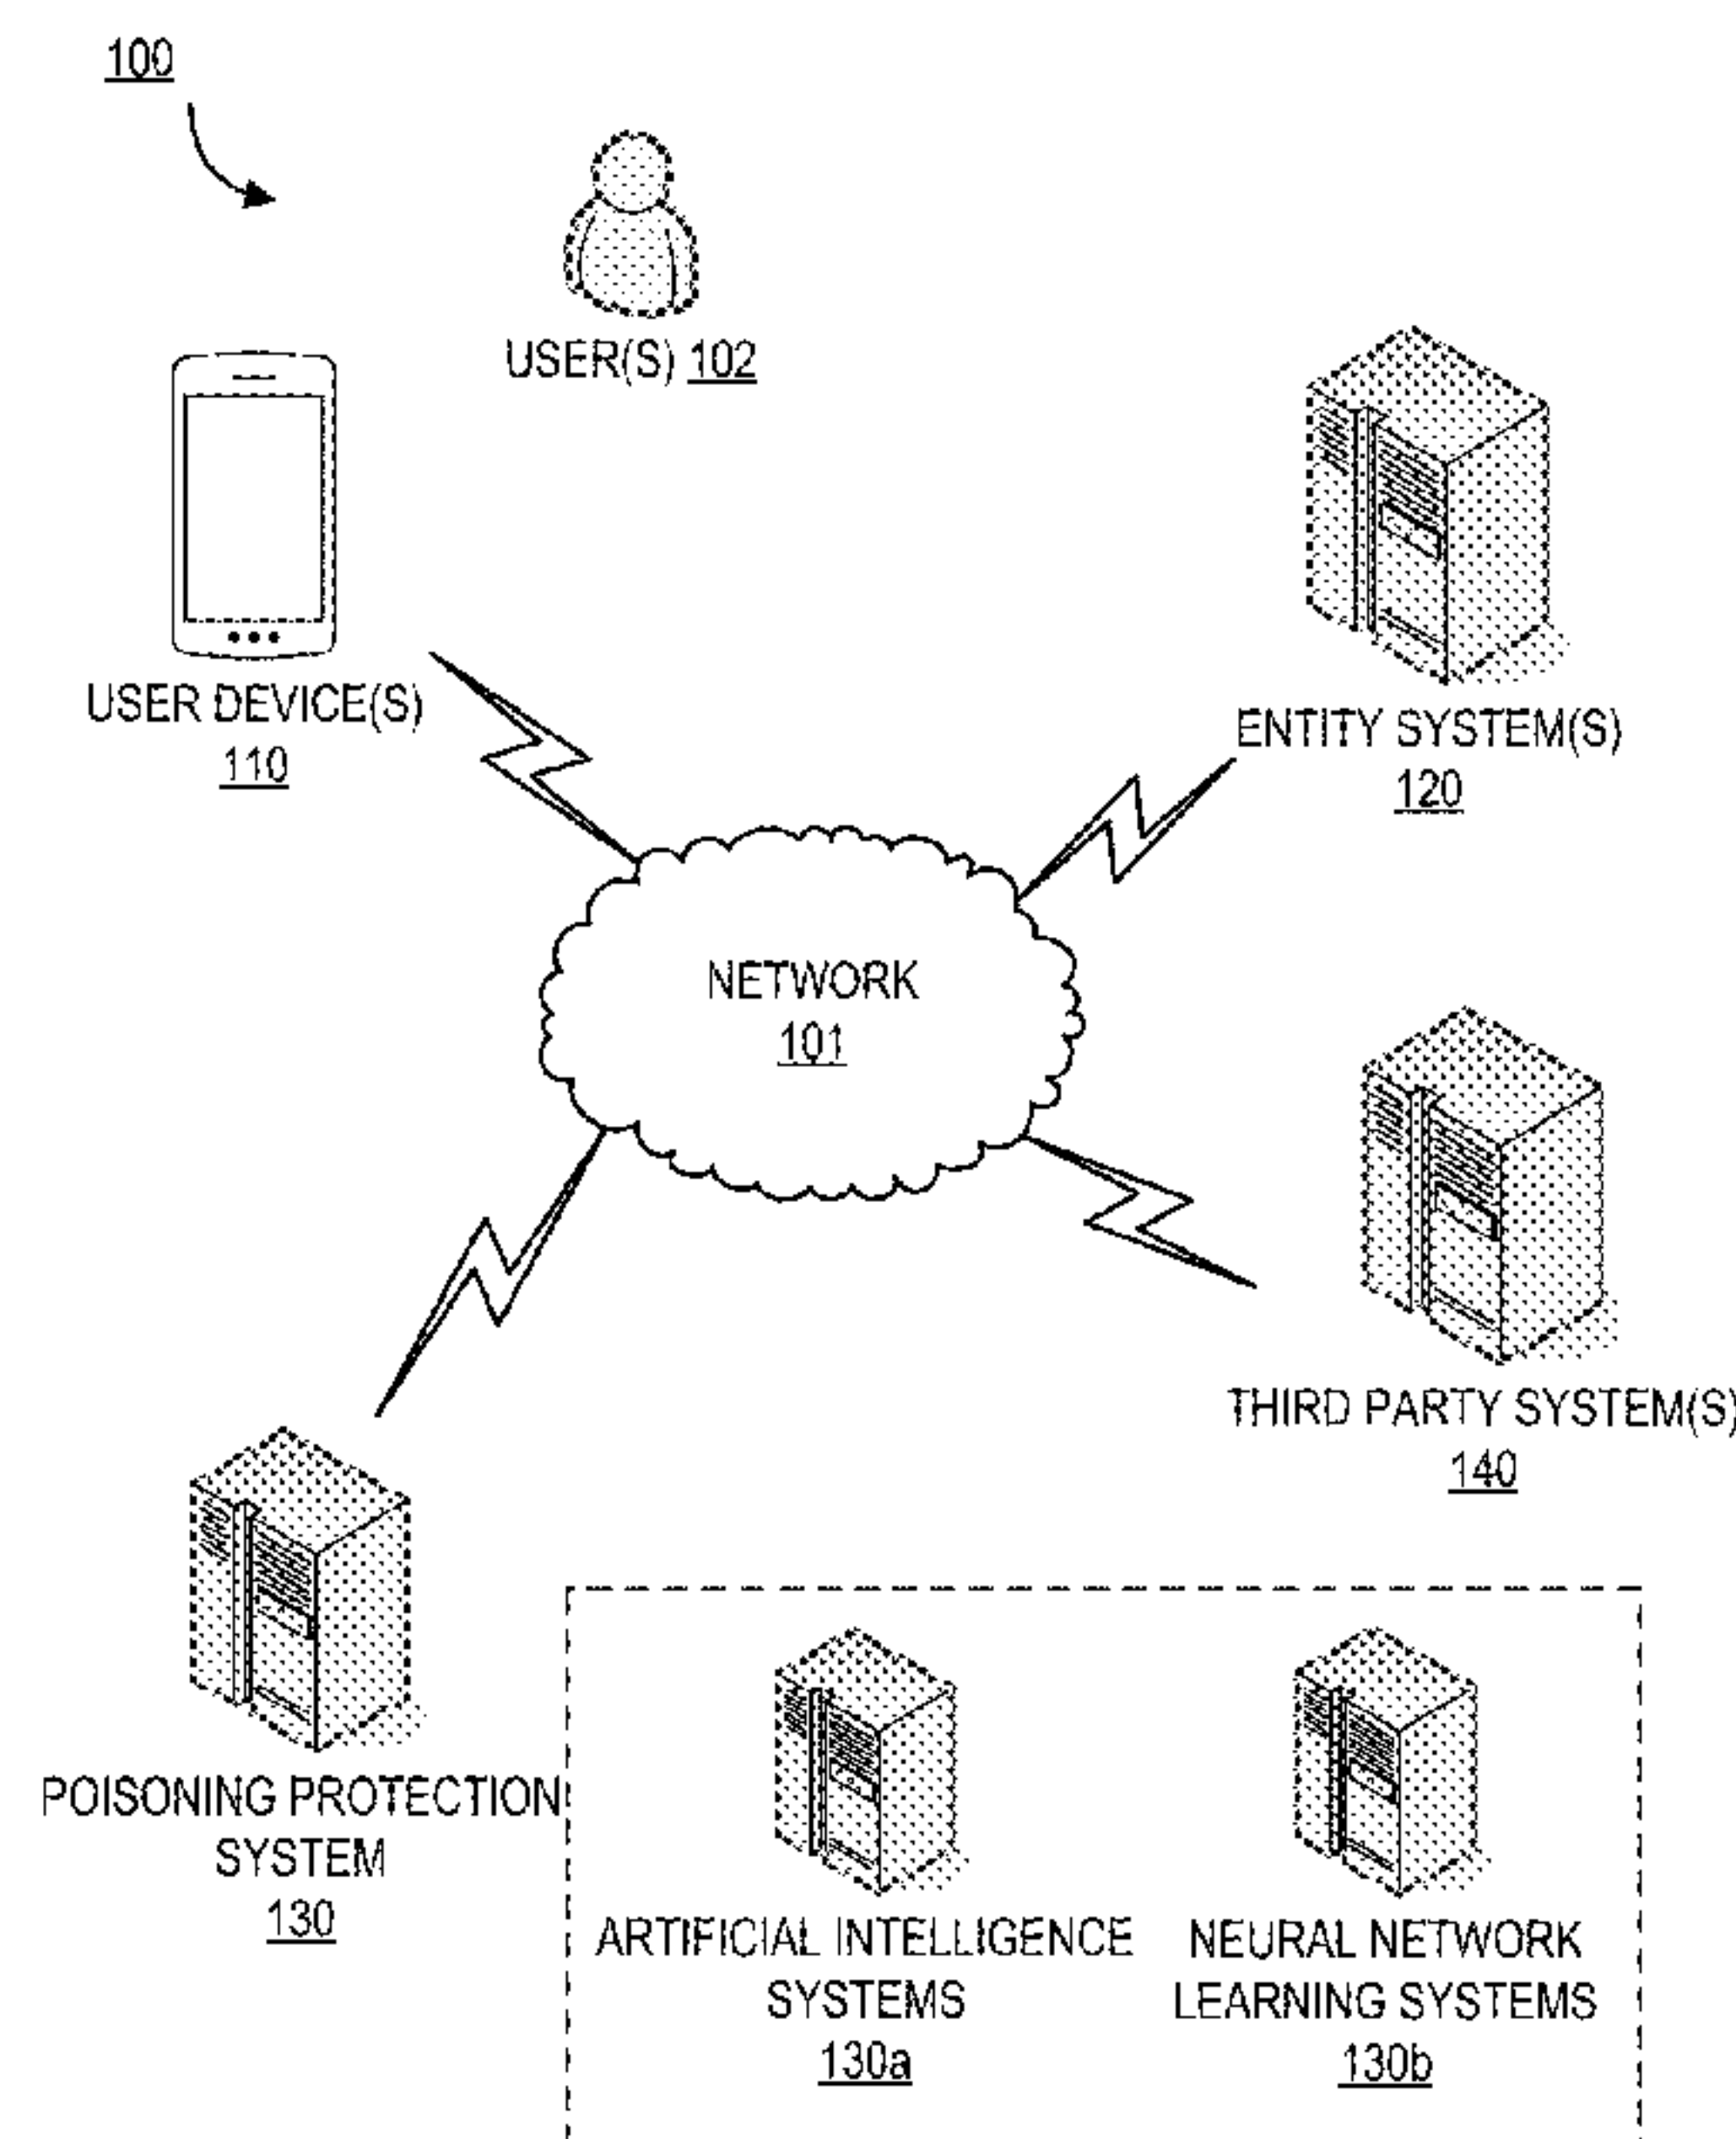 100
USER(S) 102
USER DEVICE(S)
110
ENTITY SYSTEM(S)
120
NETWORK
101
THIRD PARTY SYSTEM(S)
140
POISONING PROTECTION
SYSTEM
130
ARTIFICIAL INTELLIGENCE
SYSTEMS
130a
NEURAL NETWORK
LEARNING SYSTEMS
130b